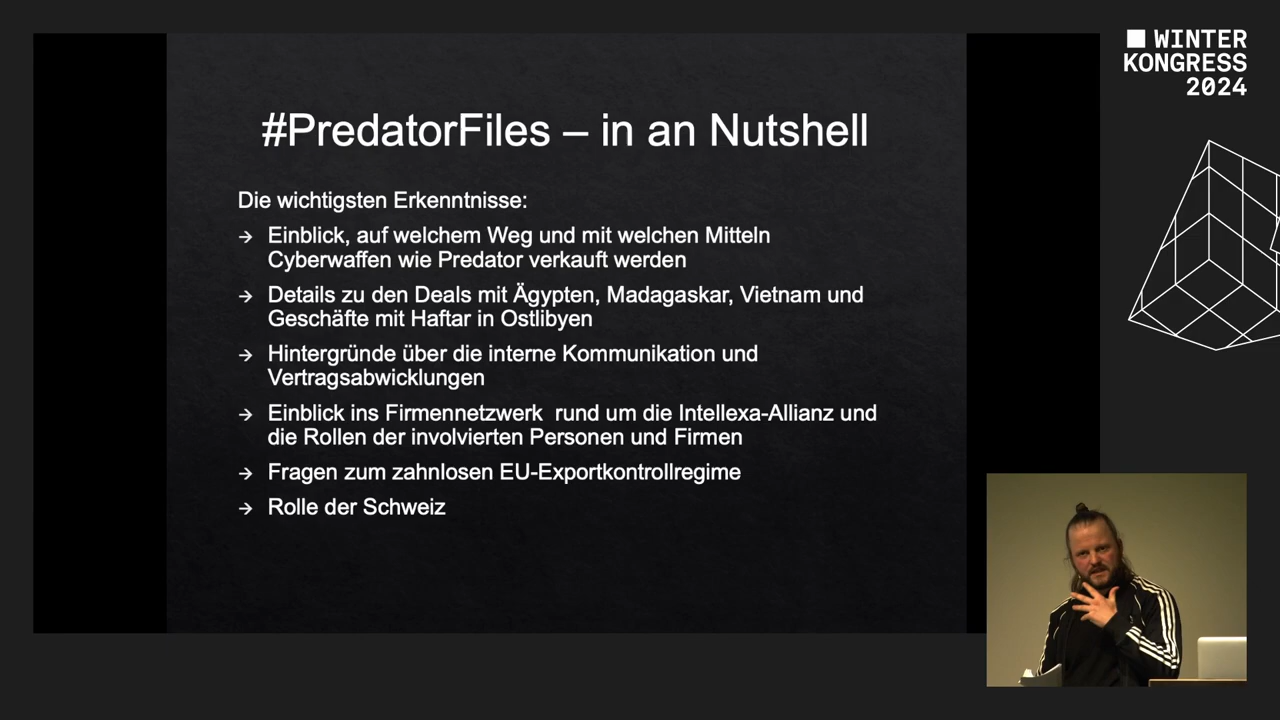 WINTER
KONGRESS
2024
#PredatorFiles – in an Nutshell
Die wichtigsten Erkenntnisse:
→ Einblick, auf welchem Weg und mit welchen Mitteln
Cyberwaffen wie Predator verkauft werden
→ Details zu den Deals mit Ägypten, Madagaskar, Vietnam und
Geschäfte mit Haftar in Ostlibyen
→ Hintergründe über die interne Kommunikation und
Vertragsabwicklungen
→ Einblick ins Firmennetzwerk rund um die Intellexa-Allianz und
die Rollen der involvierten Personen und Firmen
→ Fragen zum zahnlosen EU-Exportkontrollregime
→ Rolle der Schweiz